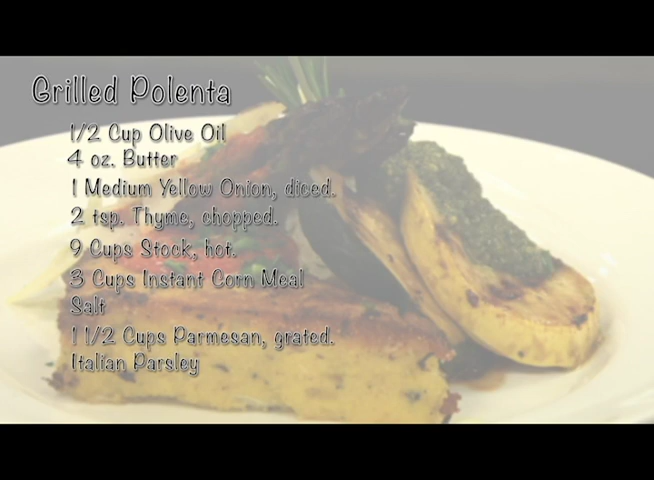 Grilled Polenta
1/2 Cup Olive Oil
4 oz. Butter
1 Medium Yellow Onion, diced.
2 tsp. Thyme, chopped.
9 Cups Stock, hot.
3 Cups Instant Corn Meal
Salt
1 1/2 Cups Parmesan, grated.
Italian Parsley